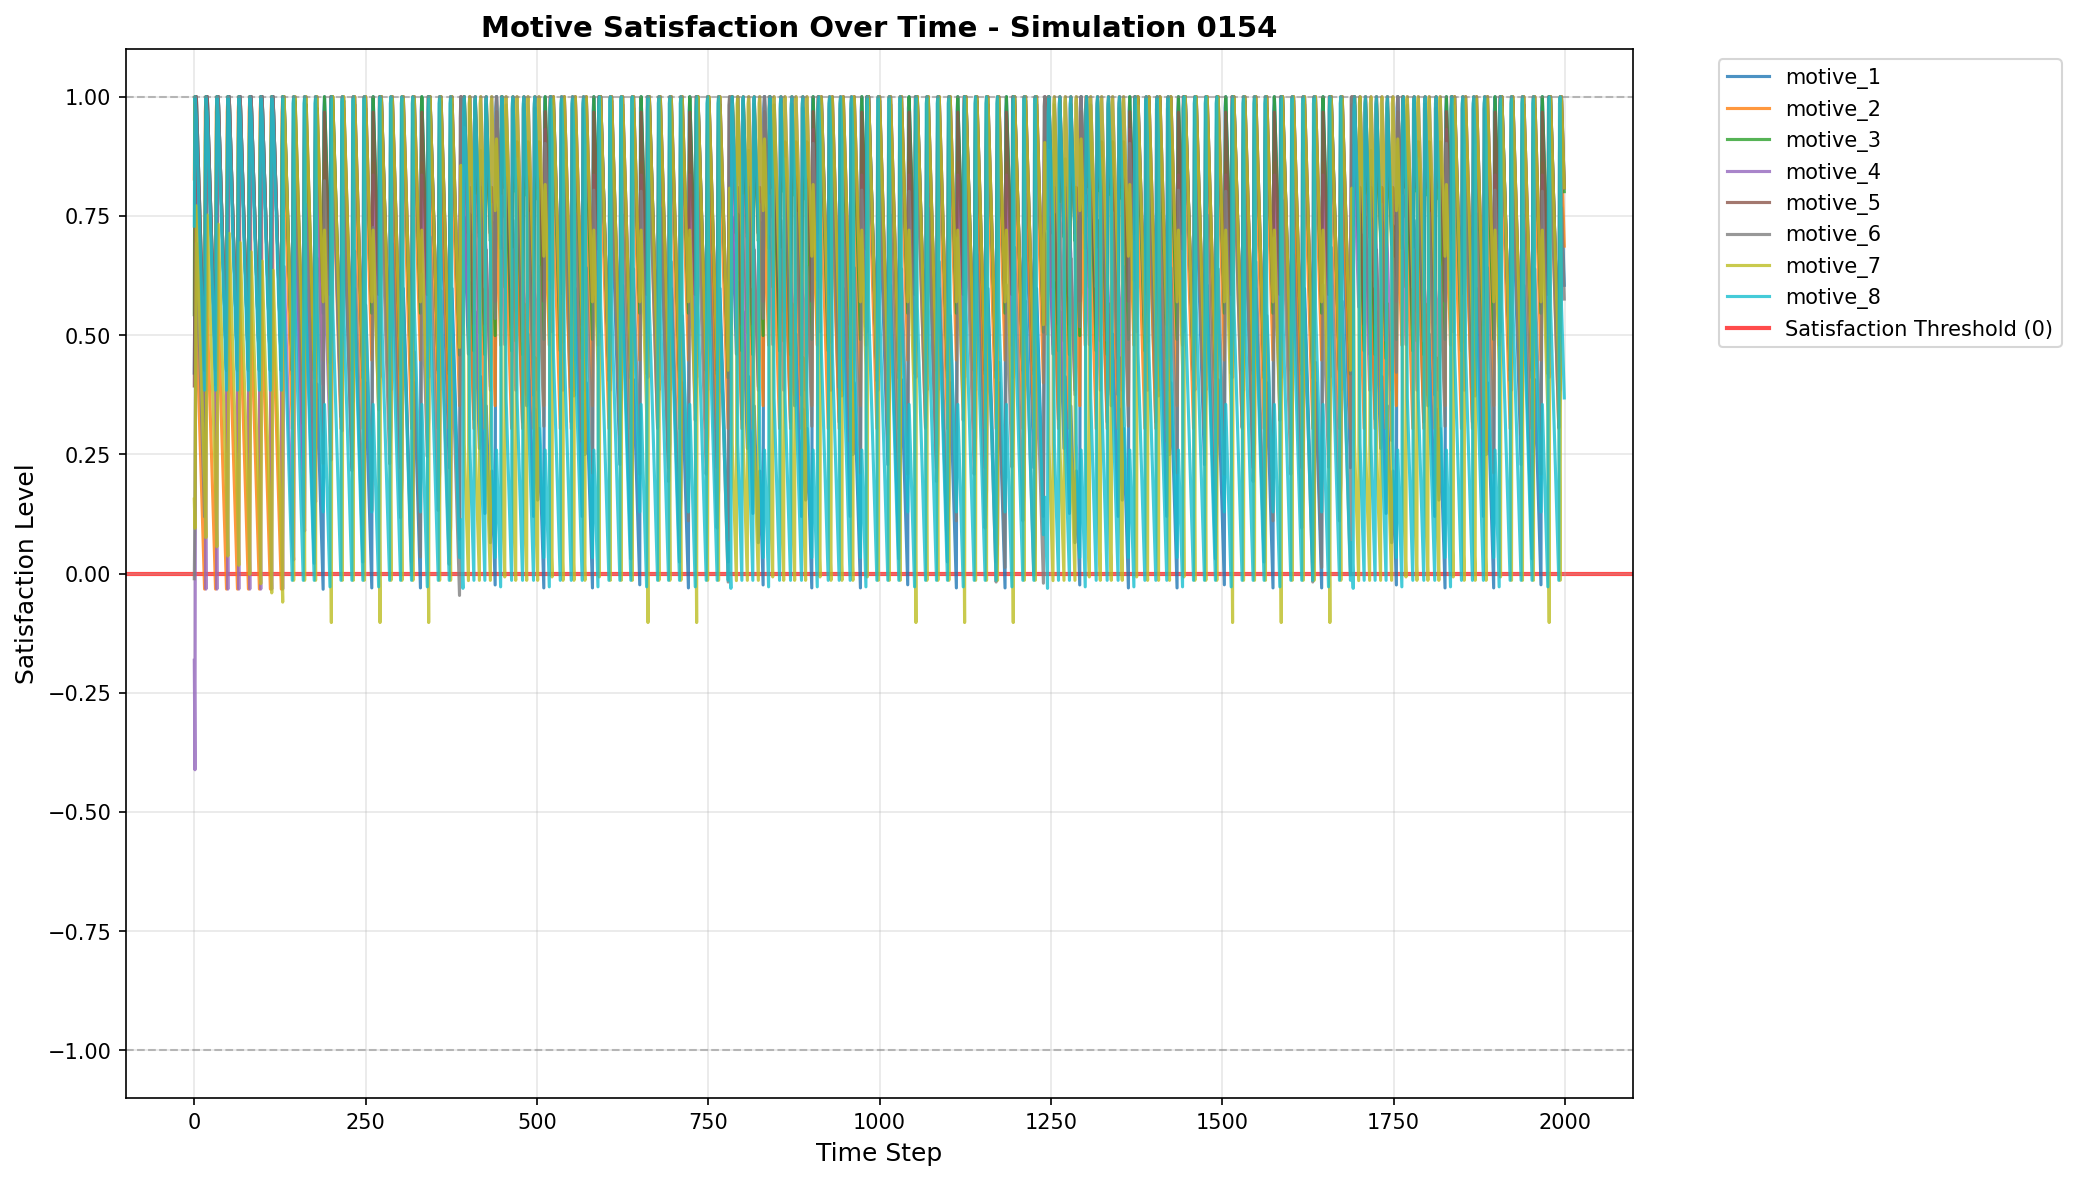 Motive Satisfaction Over Time - Simulation 0154
Satisfaction Level
1.00
0.75
0.50
0.25
0.00
−0.25
−0.50
−0.75
−1.00
0
250
500
750
1000
1250
1500
1750
2000
Time Step
motive_1
motive_2
motive_3
motive_4
motive_5
motive_6
motive_7
motive_8
Satisfaction Threshold (0)